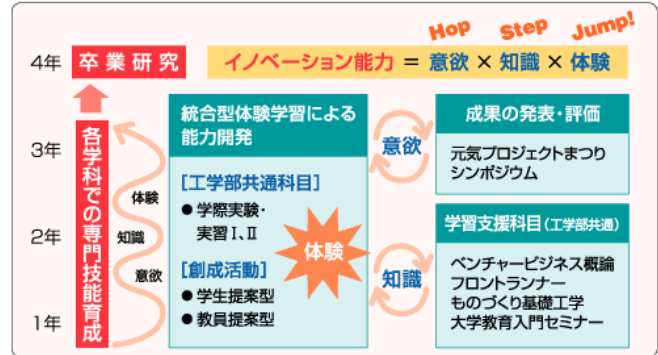 Hop Step Jump!
4年 卒業研究 イノベーション能力 = 意欲 × 知識 × 体験
3年
2年
1年
各学科での専門技能育成
体験
知識
意欲
統合型体験学習による
能力開発
[工学部共通科目]
●学際実験・
実習Ⅰ、Ⅱ
[創成活動]
●学生提案型
●教員提案型
体験
意欲
知識
成果の発表・評価
元気プロジェクトまつり
シンポジウム
学習支援科目(工学部共通)
ベンチャービジネス概論
フロントランナー
ものづくり基礎工学
大学教育入門セミナー